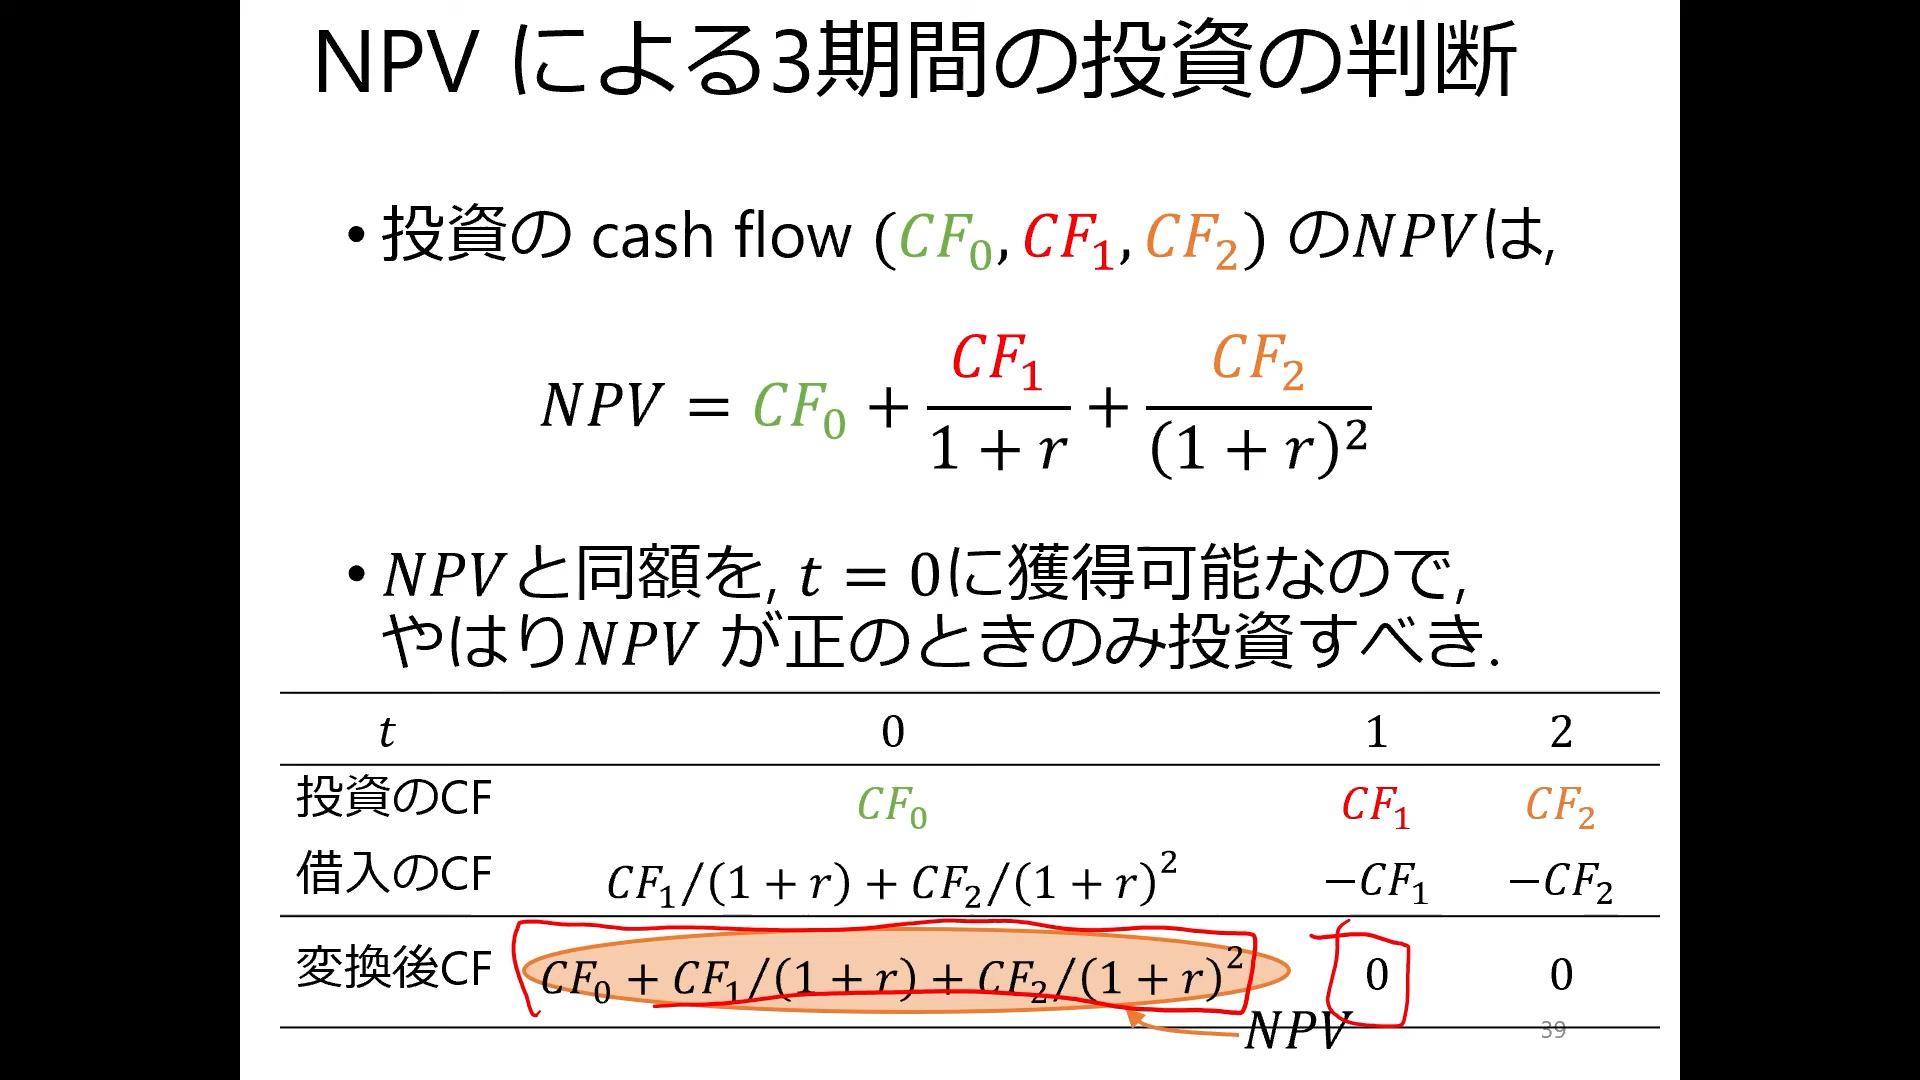 NPV による3期間の投資の判断
• 投資の cash flow (CF₀, CF₁, CF₂) のNPVは,
NPV = CF₀ + CF₁/(1 + r) + CF₂/(1 + r)²
• NPVと同額を, t = 0に獲得可能なので,
やはりNPV が正のときのみ投資すべき.
t 0 1 2
投資のCF CF₀ CF₁ CF₂
借入のCF CF₁/(1 + r) + CF₂/(1 + r)² −CF₁ −CF₂
変換後CF CF₀ + CF₁/(1 + r) + CF₂/(1 + r)² 0 0
NPV
39